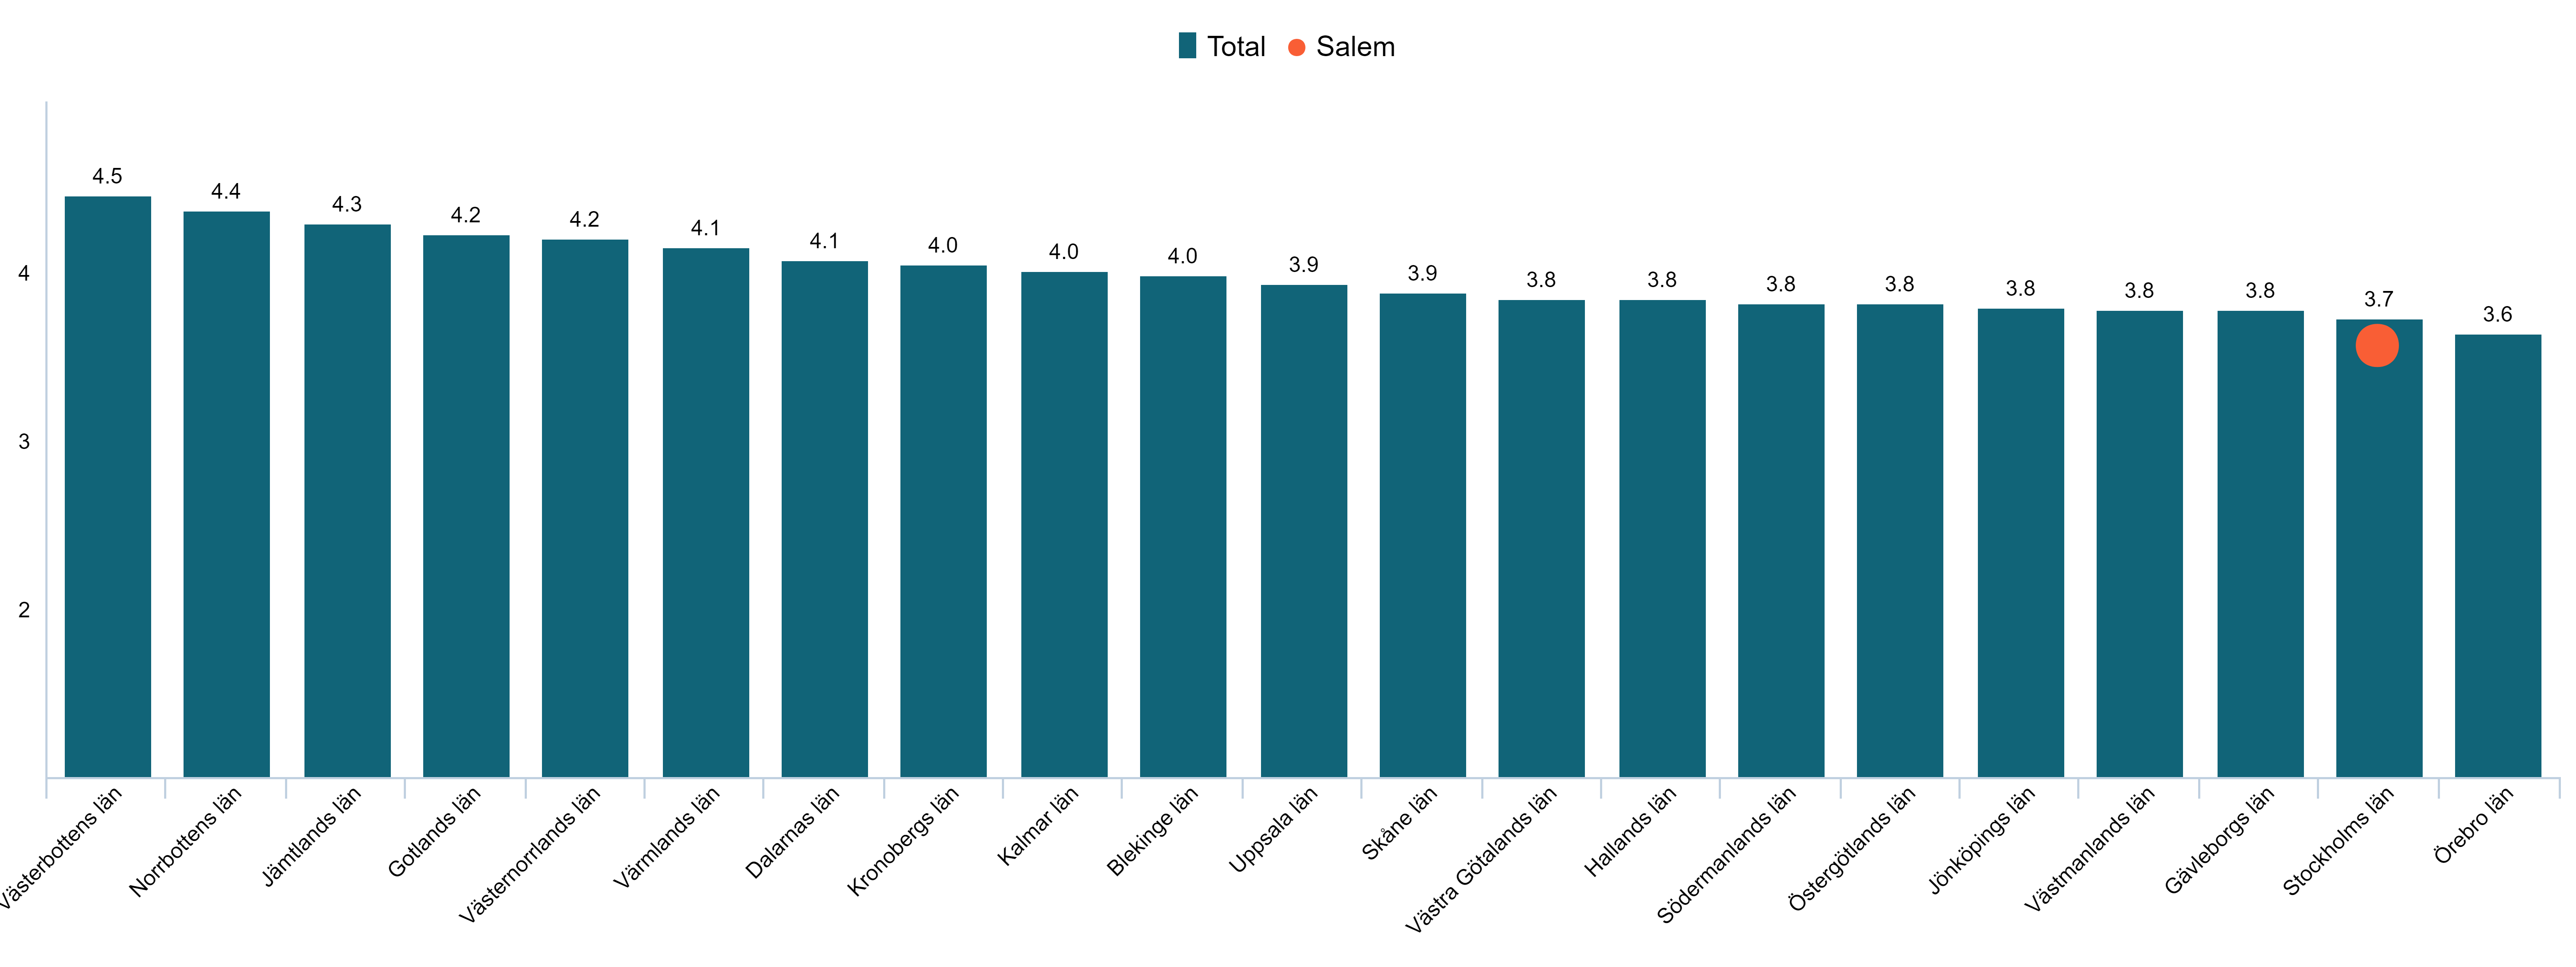 Total Salem
4.5
4.4
4.3
4.2
4.2
4.1
4.1
4.0
4.0
4.0
3.9
3.9
3.8
3.8
3.8
3.8
3.8
3.8
3.8
3.7
3.6
4
3
2
Västerbottens län
Norrbottens län
Jämtlands län
Gotlands län
Västernorrlands län
Värmlands län
Dalarnas län
Kronobergs län
Kalmar län
Blekinge län
Uppsala län
Skåne län
Västra Götalands län
Hallands län
Södermanlands län
Östergötlands län
Jönköpings län
Västmanlands län
Gävleborgs län
Stockholms län
Örebro län